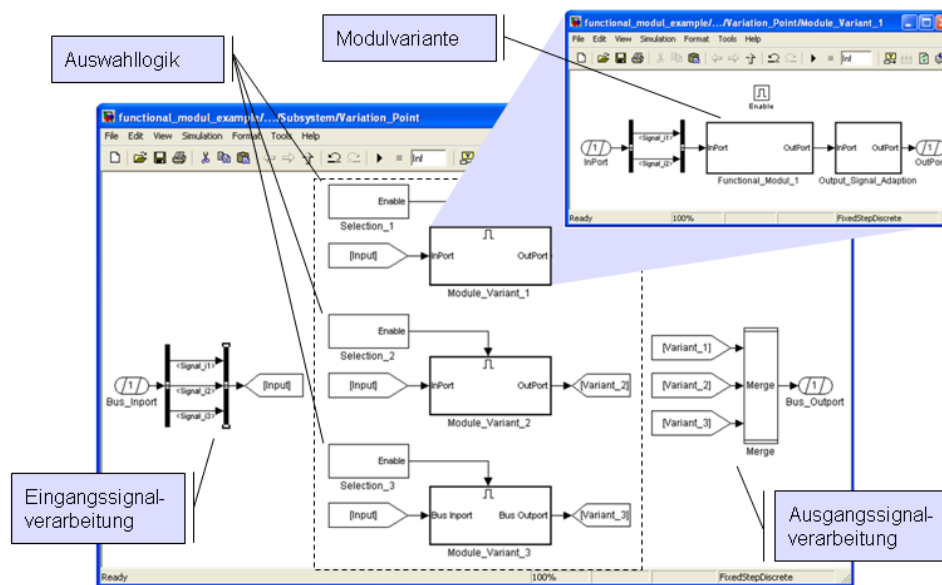 Auswahllogik
Modulvariante
functional_modul_example/.../Variation_Point/Module_Variant_1
File Edit View Simulation Format Tools Help
Inf
Enable
InPort
<Signal_i1>
<Signal_i2>
InPort OutPort
Functional_Modul_1
InPort OutPort
Output_Signal_Adaption
1
OutPort
Ready 100% FixedStepDiscrete
functional_modul_example/.../Subsystem/Variation_Point
File Edit View Simulation Format Tools Help
Inf
Enable
Selection_1
[Input]
InPort OutPort
Module_Variant_1
Enable
Selection_2
[Input]
InPort OutPort
[Variant_2]
Module_Variant_2
Enable
Selection_3
[Input]
Bus Inport Bus Outport
[Variant_3]
Module_Variant_3
1
Bus_Inport
<Signal_i1>
<Signal_i2>
<Signal_i3>
[Input]
[Variant_1]
[Variant_2]
[Variant_3]
Merge
Merge
1
Bus_Outport
Eingangssignal-
verarbeitung
Ausgangssignal-
verarbeitung
Ready 100% FixedStepDiscrete